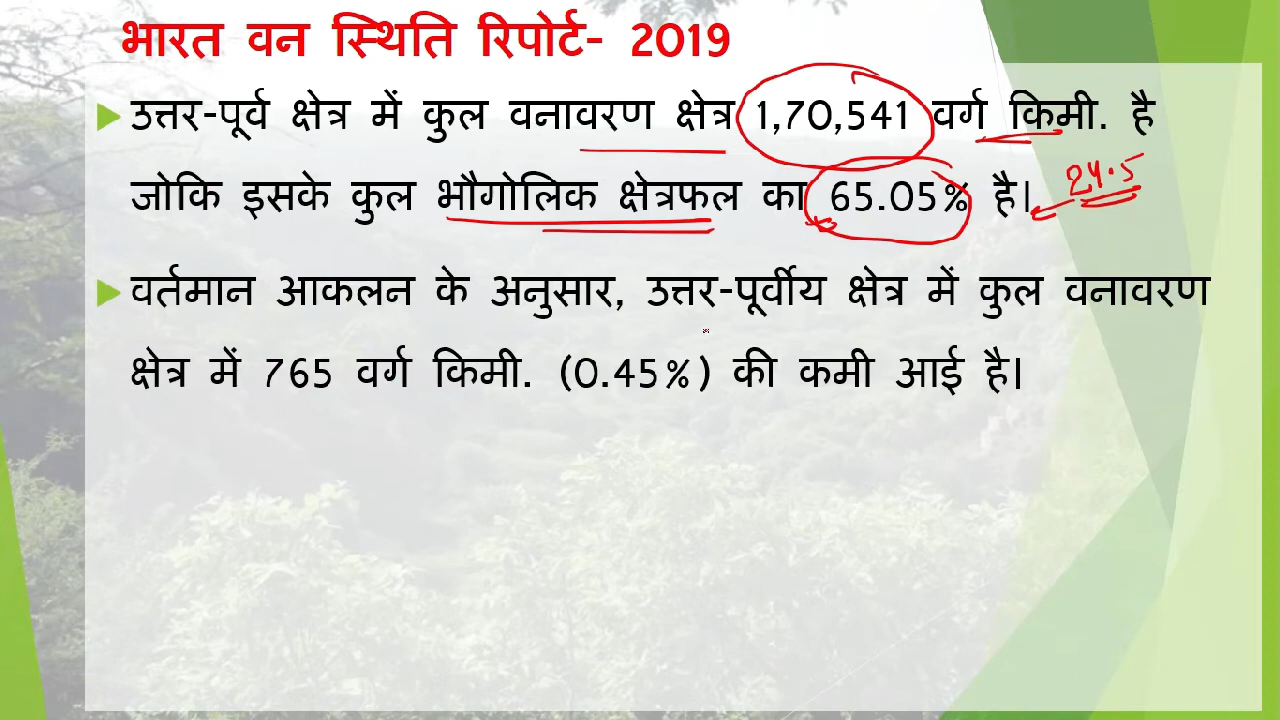 भारत वन स्थिति रिपोर्ट- 2019
उत्तर-पूर्व क्षेत्र में कुल वनावरण क्षेत्र 1,70,541 वर्ग किमी. है
जोकि इसके कुल भौगोलिक क्षेत्रफल का 65.05% है। 24.5
वर्तमान आकलन के अनुसार, उत्तर-पूर्वीय क्षेत्र में कुल वनावरण
क्षेत्र में 765 वर्ग किमी. (0.45%) की कमी आई है।